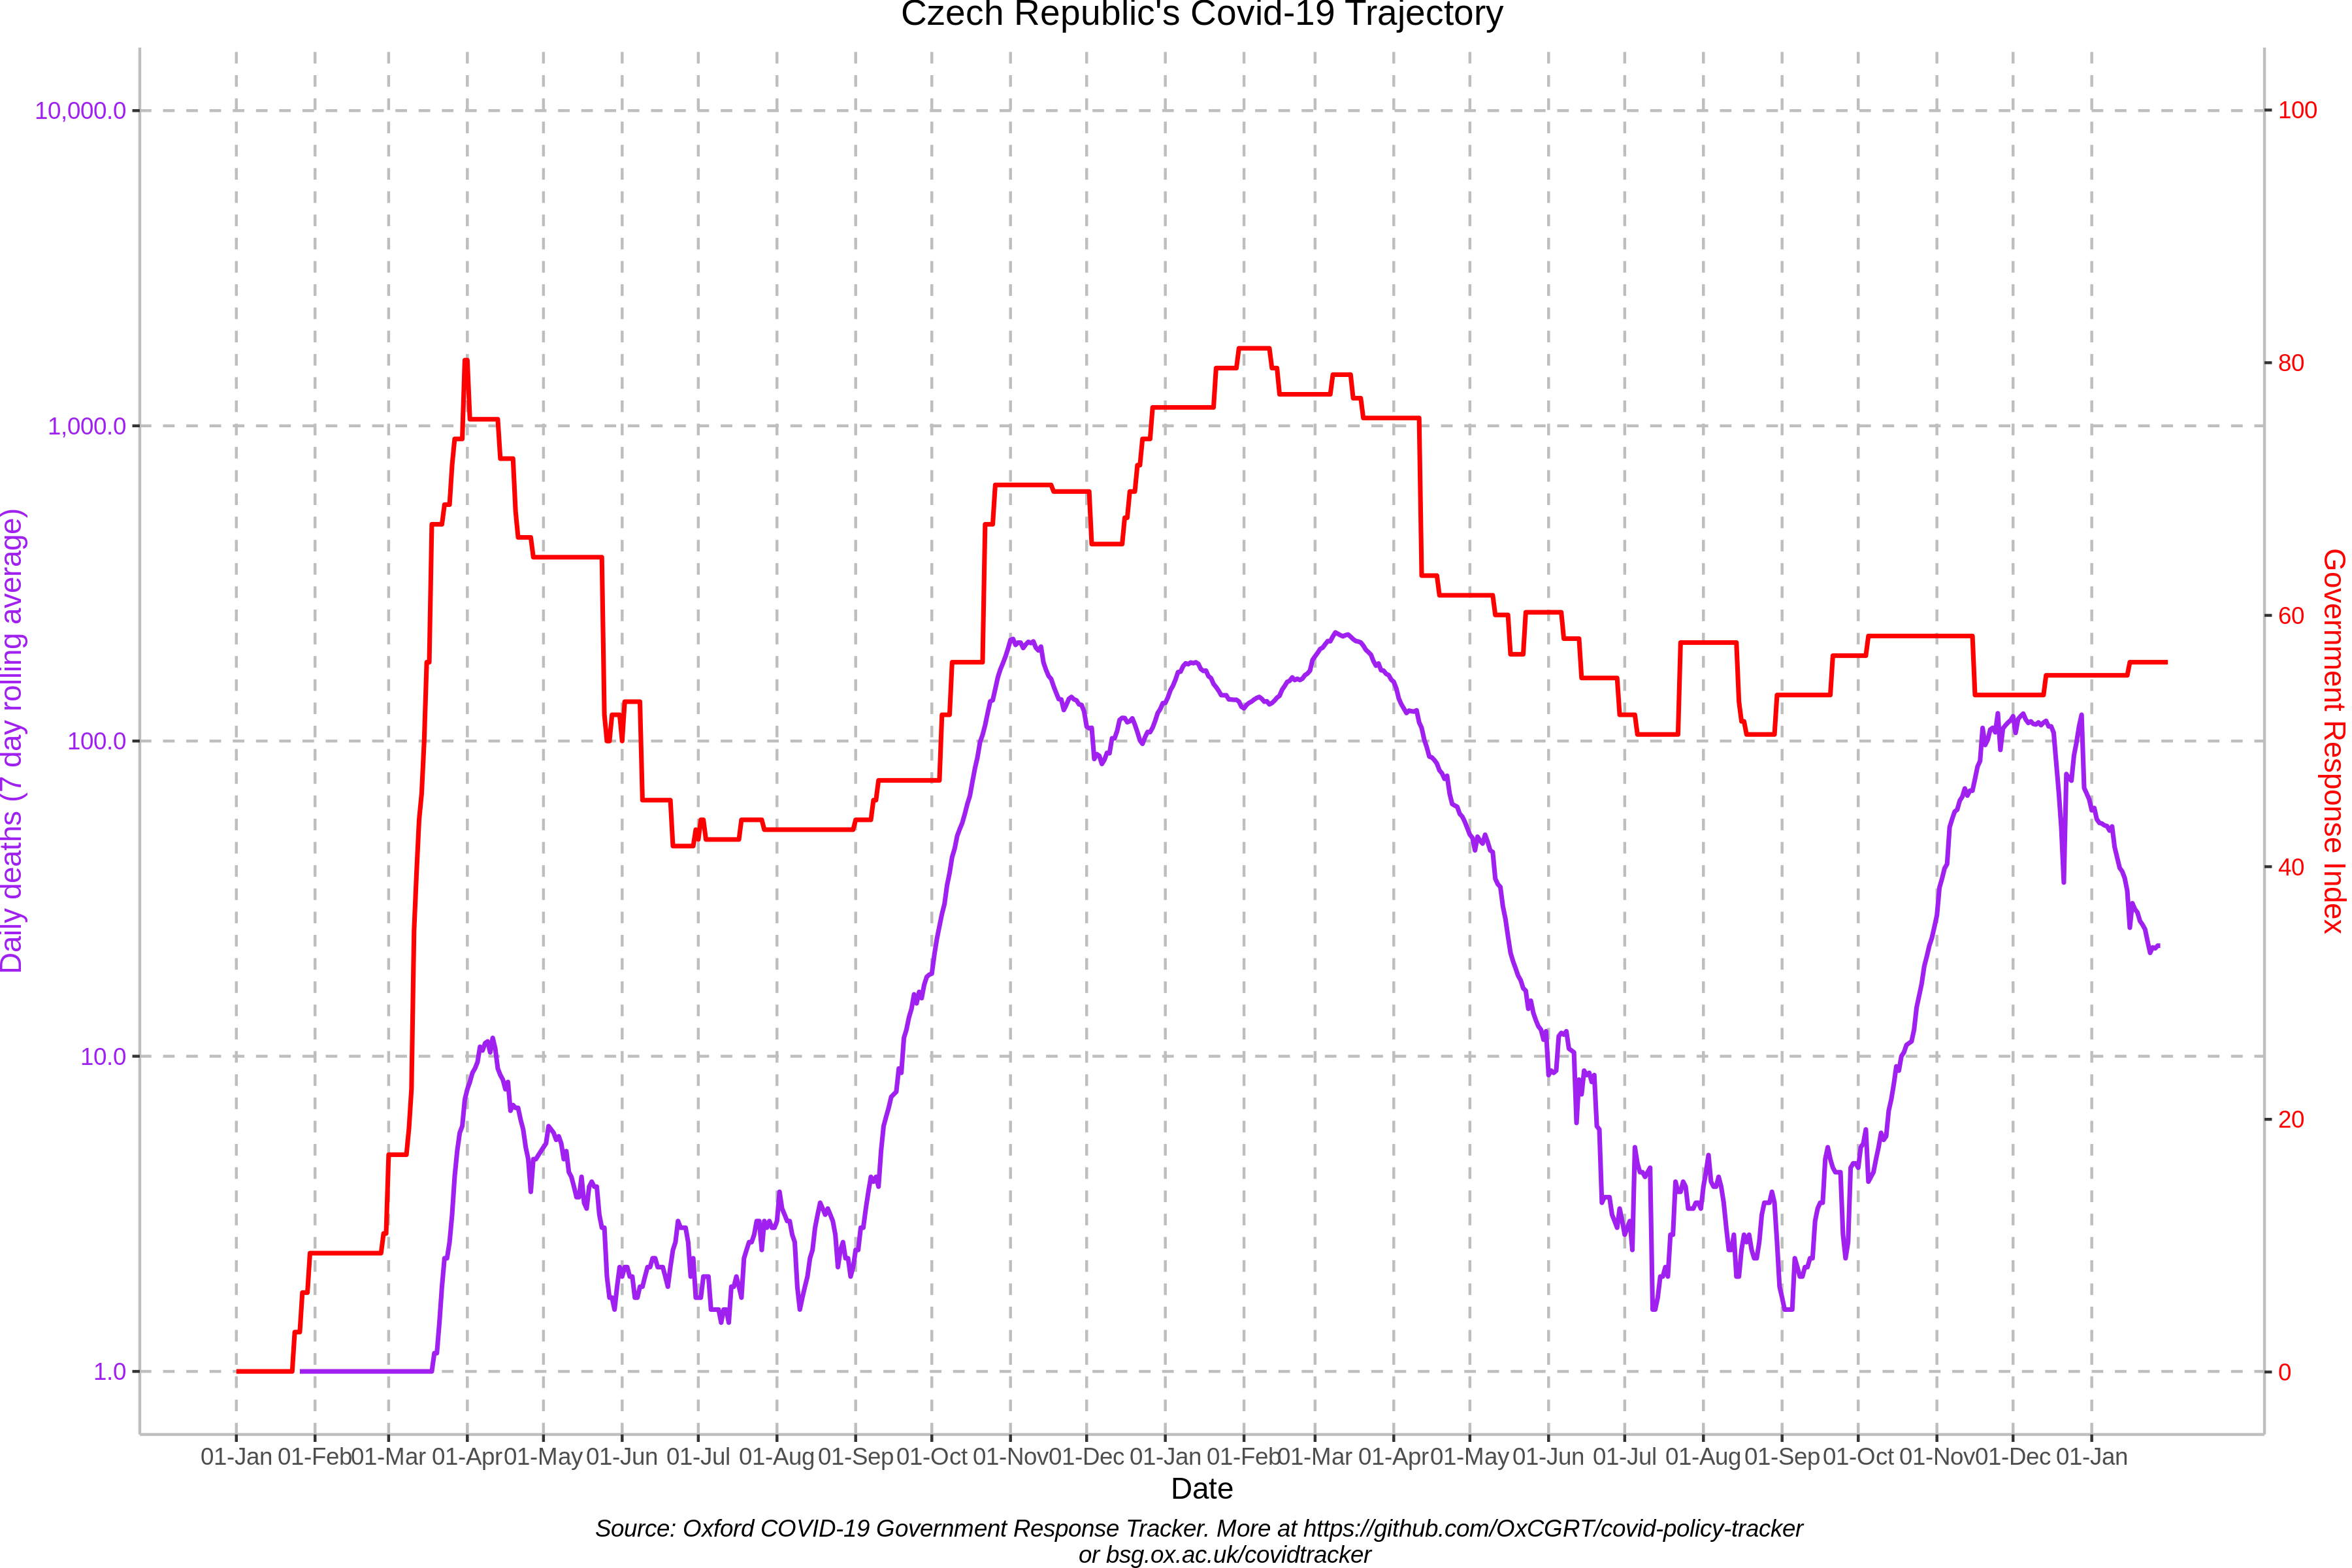 Czech Republic's Covid-19 Trajectory
10,000.0
1,000.0
100.0
10.0
1.0
Daily deaths (7 day rolling average)
100
80
60
40
20
0
Government Response Index
01-Jan 01-Feb 01-Mar 01-Apr 01-May 01-Jun 01-Jul 01-Aug 01-Sep 01-Oct 01-Nov 01-Dec 01-Jan 01-Feb 01-Mar 01-Apr 01-May 01-Jun 01-Jul 01-Aug 01-Sep 01-Oct 01-Nov 01-Dec 01-Jan
Date
Source: Oxford COVID-19 Government Response Tracker. More at https://github.com/OxCGRT/covid-policy-tracker
or bsg.ox.ac.uk/covidtracker